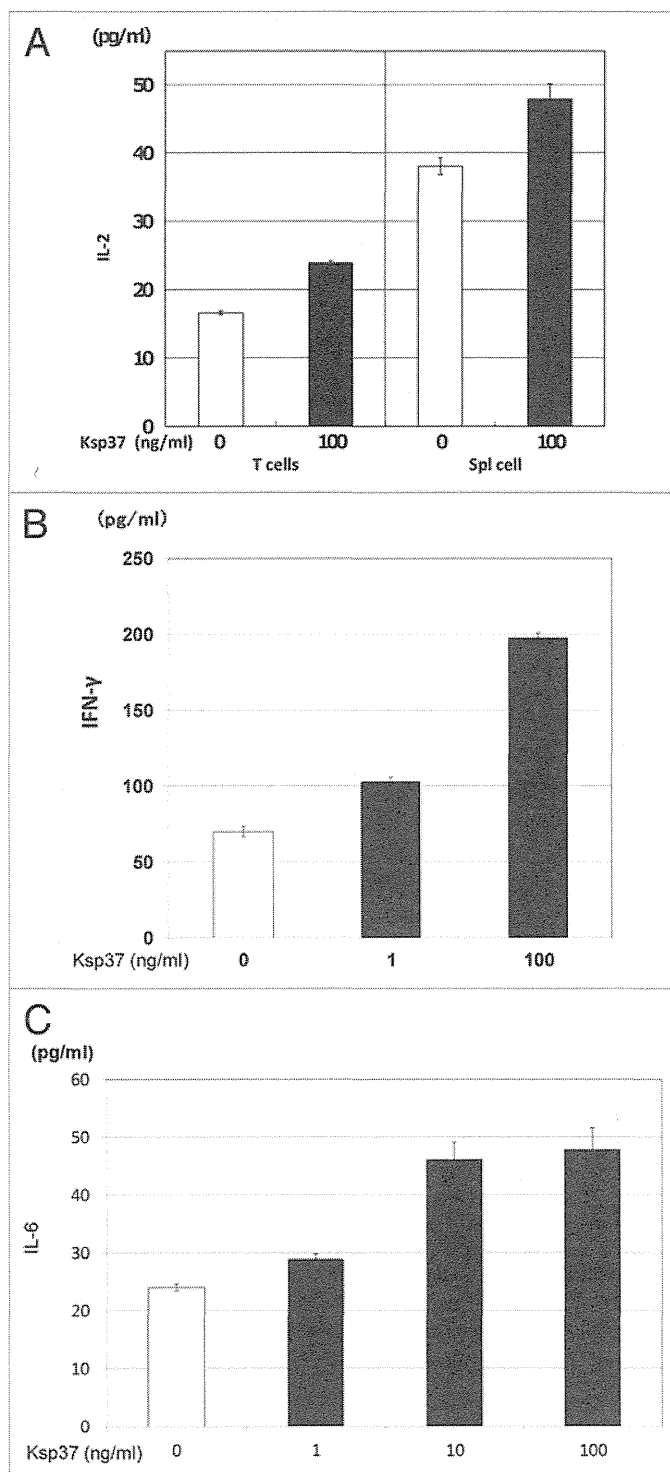 A
(pg/ml)
50
40
30
20
10
0
IL-2
Ksp37 (ng/ml) 0 100 0 100
T cells Spl cell
B
(pg/ml)
250
200
150
100
50
0
IFN-γ
Ksp37 (ng/ml) 0 1 100
C
(pg/ml)
60
50
40
30
20
10
0
IL-6
Ksp37 (ng/ml) 0 1 10 100